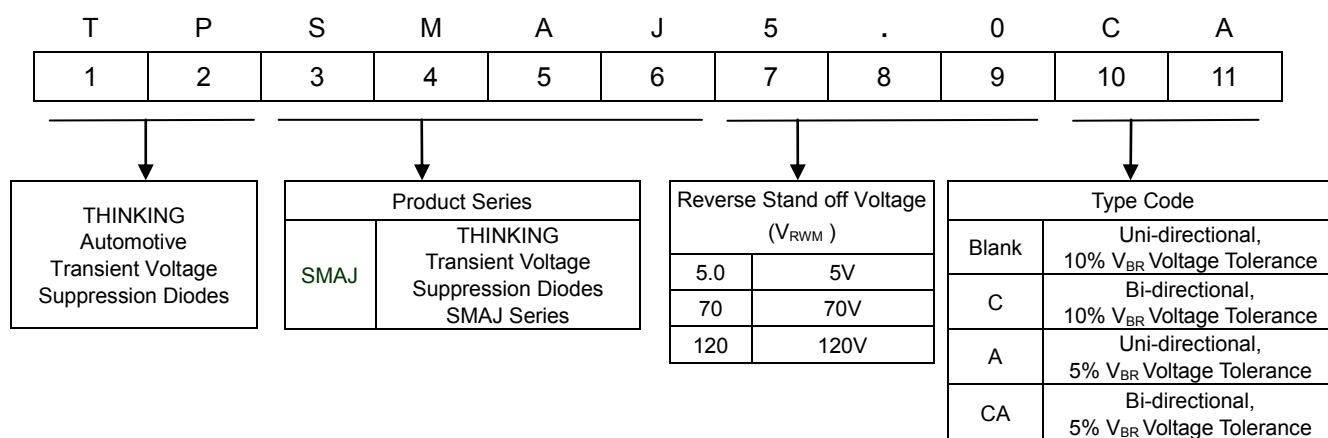 T P S M A J 5 . 0 C A
1 2 3 4 5 6 7 8 9 10 11
THINKING
Automotive
Transient Voltage
Suppression Diodes
Product Series
SMAJ
THINKING
Transient Voltage
Suppression Diodes
SMAJ Series
Reverse Stand off Voltage
(VRWM )
5.0 5V
70 70V
120 120V
Type Code
Blank
Uni-directional,
10% VBR Voltage Tolerance
C
Bi-directional,
10% VBR Voltage Tolerance
A
Uni-directional,
5% VBR Voltage Tolerance
CA
Bi-directional,
5% VBR Voltage Tolerance